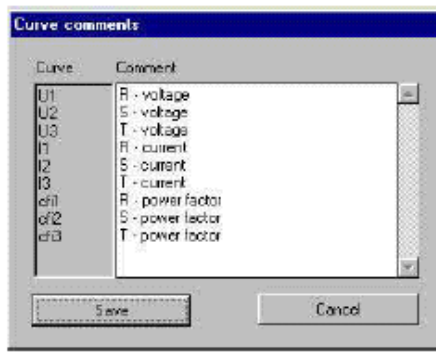 Curve comments
Curve Comment
U1 R - voltage
U2 S - voltage
U3 T - voltage
I1 R - current
I2 S - current
I3 T - current
cfi1 R - power factor
cfi2 S - power factor
cfi3 T - power factor
Save Cancel